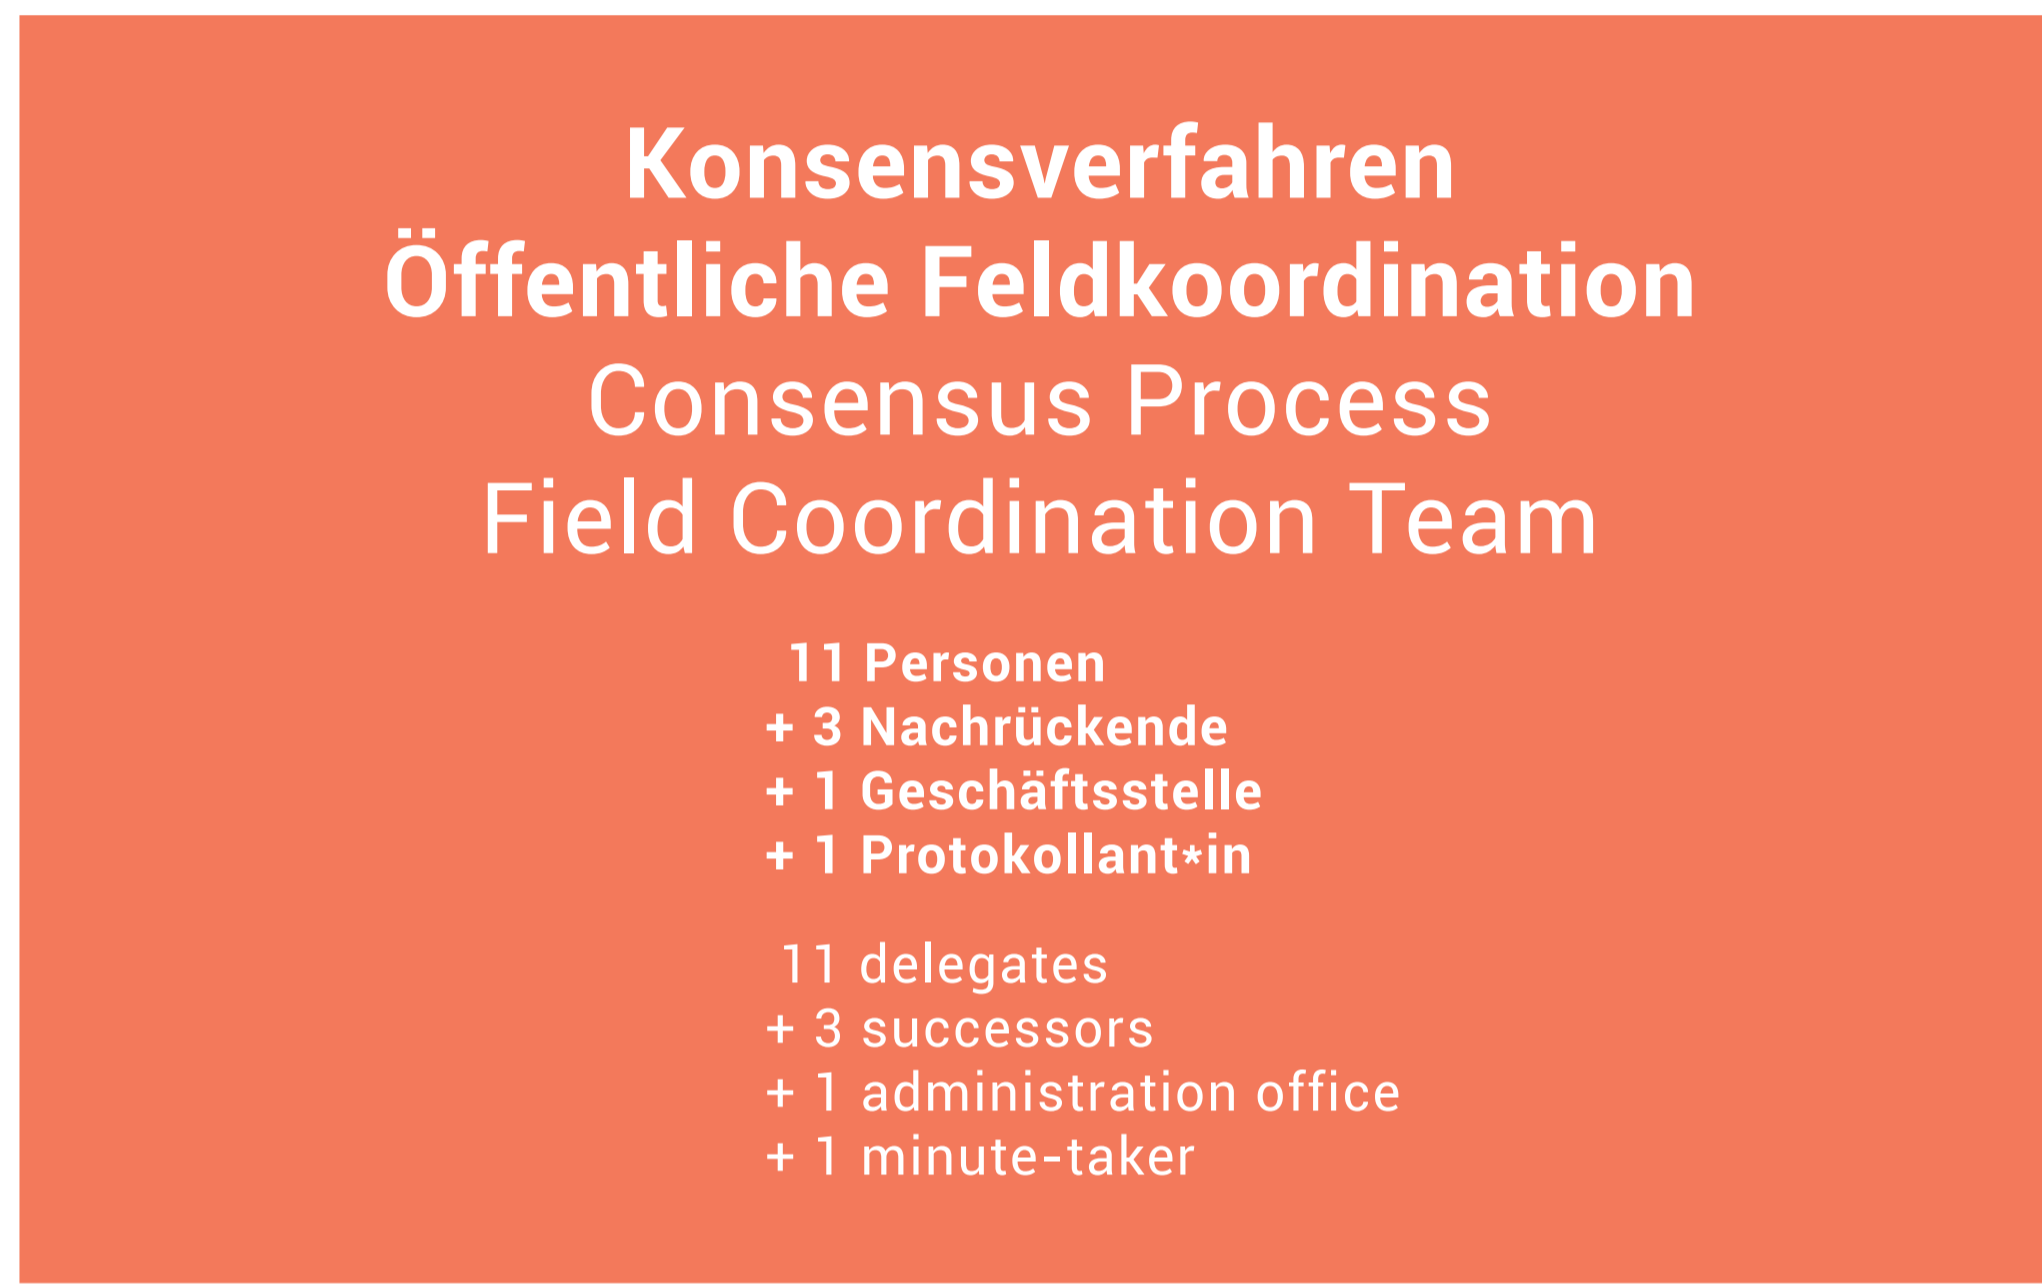 Konsensverfahren
Öffentliche Feldkoordination
Consensus Process
Field Coordination Team
11 Personen
+ 3 Nachrückende
+ 1 Geschäftsstelle
+ 1 Protokollant*in
11 delegates
+ 3 successors
+ 1 administration office
+ 1 minute-taker